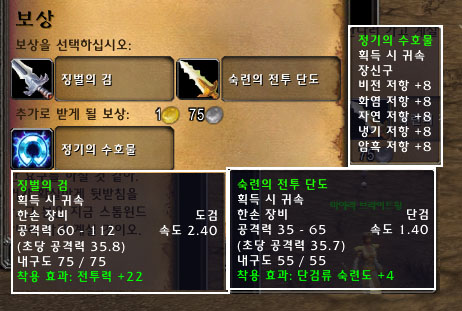 보상
보상을 선택하십시오:
징벌의 검
숙련의 전투 단도
추가로 받게 될 보상: 1 75
정기의 수호물
정기의 수호물
획득 시 귀속
장신구
비전 저항 +8
화염 저항 +8
자연 저항 +8
냉기 저항 +8
암흑 저항 +8
징벌의 검
획득 시 귀속
한손 장비 도검
공격력 60 - 112 속도 2.40
(초당 공격력 35.8)
내구도 75 / 75
착용 효과: 전투력 +22
숙련의 전투 단도
획득 시 귀속
한손 장비 단검
공격력 35 - 65 속도 1.40
(초당 공격력 35.7)
내구도 55 / 55
착용 효과: 단검류 숙련도 +4